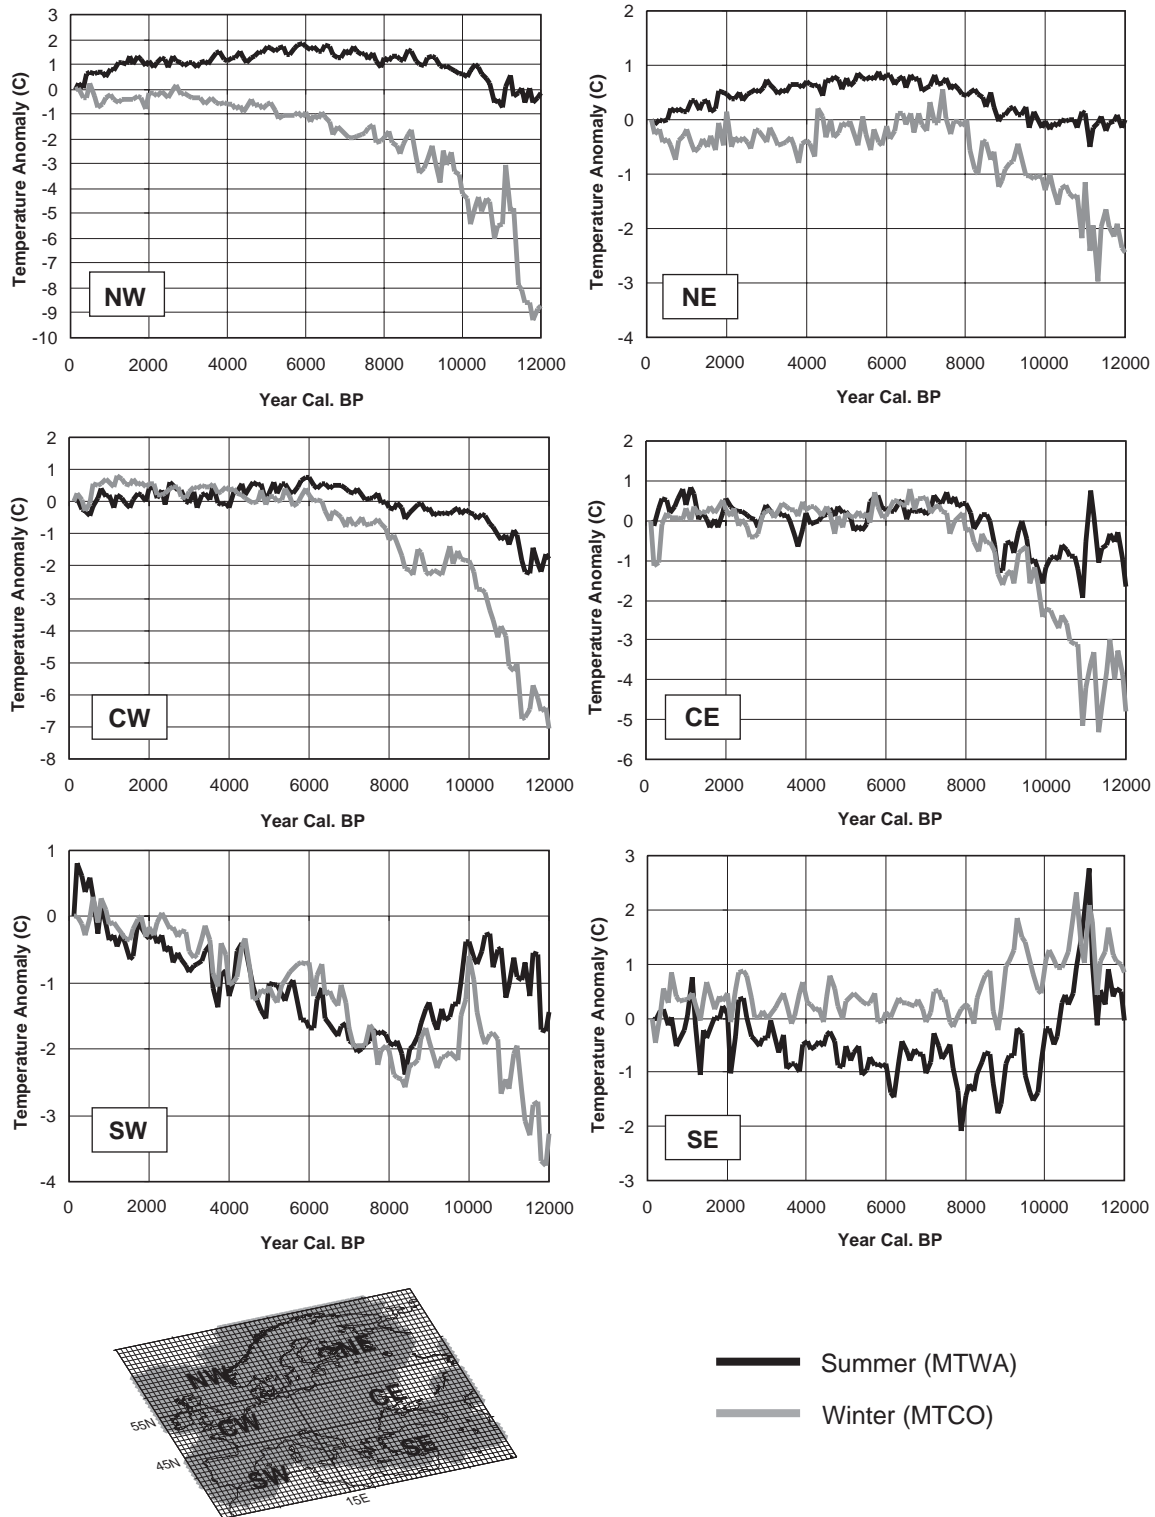 3
2
1
0
-1
-2
-3
-4
-5
-6
-7
-8
-9
-10
Temperature Anomaly (C)
NW
0 2000 4000 6000 8000 10000 12000
Year Cal. BP
2
1
0
-1
-2
-3
-4
Temperature Anomaly (C)
NE
0 2000 4000 6000 8000 10000 12000
Year Cal. BP
2
1
0
-1
-2
-3
-4
-5
-6
-7
-8
Temperature Anomaly (C)
CW
0 2000 4000 6000 8000 10000 12000
Year Cal. BP
2
1
0
-1
-2
-3
-4
-5
-6
Temperature Anomaly (C)
CE
0 2000 4000 6000 8000 10000 12000
Year Cal. BP
1
0
-1
-2
-3
-4
Temperature Anomaly (C)
SW
0 2000 4000 6000 8000 10000 12000
Year Cal. BP
3
2
1
0
-1
-2
-3
Temperature Anomaly (C)
SE
0 2000 4000 6000 8000 10000 12000
Year Cal. BP
NW
NE
CW
CE
SW
SE
55N
45N
15E
Summer (MTWA)
Winter (MTCO)